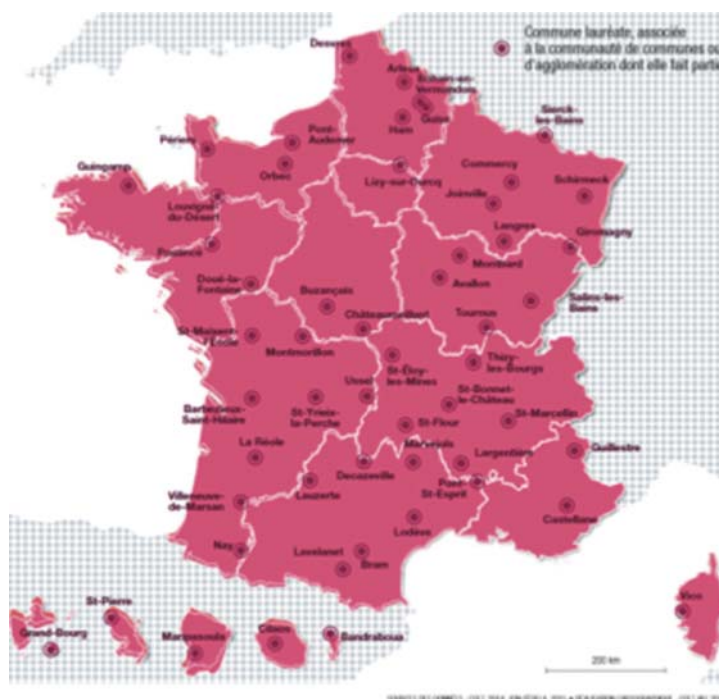 Commune lauréate, associée
à la communauté de communes ou
d'agglomération dont elle fait partie
Desvres
Arleux
Bohain-en-
Vermandois
Guise
Ham
Sierck-
les-Bains
Périers
Pont-
Audemer
Orbec
Lizy-sur-Ourcq
Commercy
Joinville
Schirmeck
Guingamp
Louvigné-
du-Désert
Langres
Giromagny
Pouancé
Montbard
Avallon
Doué-la-
Fontaine
Buzançais
Châteaumeillant
Tournus
Salins-les-
Bains
St-Maixent-
l'École
Montmorillon
St-Éloy-
les-Mines
Thizy-
les-Bourgs
Ussel
St-Bonnet-
le-Château
Barbezieux-
Saint-Hilaire
St-Yrieix-
la-Perche
St-Flour
St-Marcellin
La Réole
Marvejols
Largentière
Guillestre
Decazeville
Pont-
St-Esprit
Villeneuve-
de-Marsan
Lauzerte
Castellane
Lodève
Nay
Lavelanet
Bram
St-Pierre
Grand-Bourg
Maripasoula
Cilaos
Bandraboua
Vico
200 km